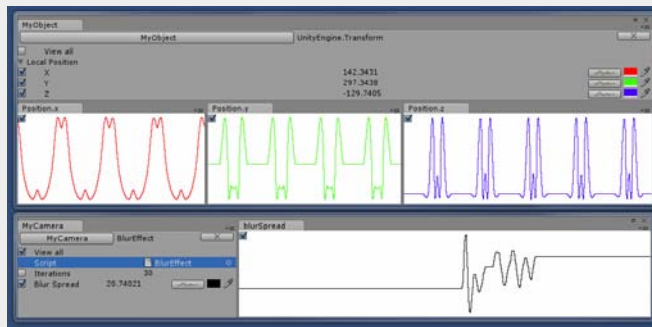 MyObject
MyObject UnityEngine.Transform
View all
Local Position
X 142.3431
Y 297.3438
Z -129.7405
Position.x Position.y Position.z
MyCamera blurSpread
MyCamera BlurEffect
View all
Script BlurEffect
Iterations 30
Blur Spread 20.74021